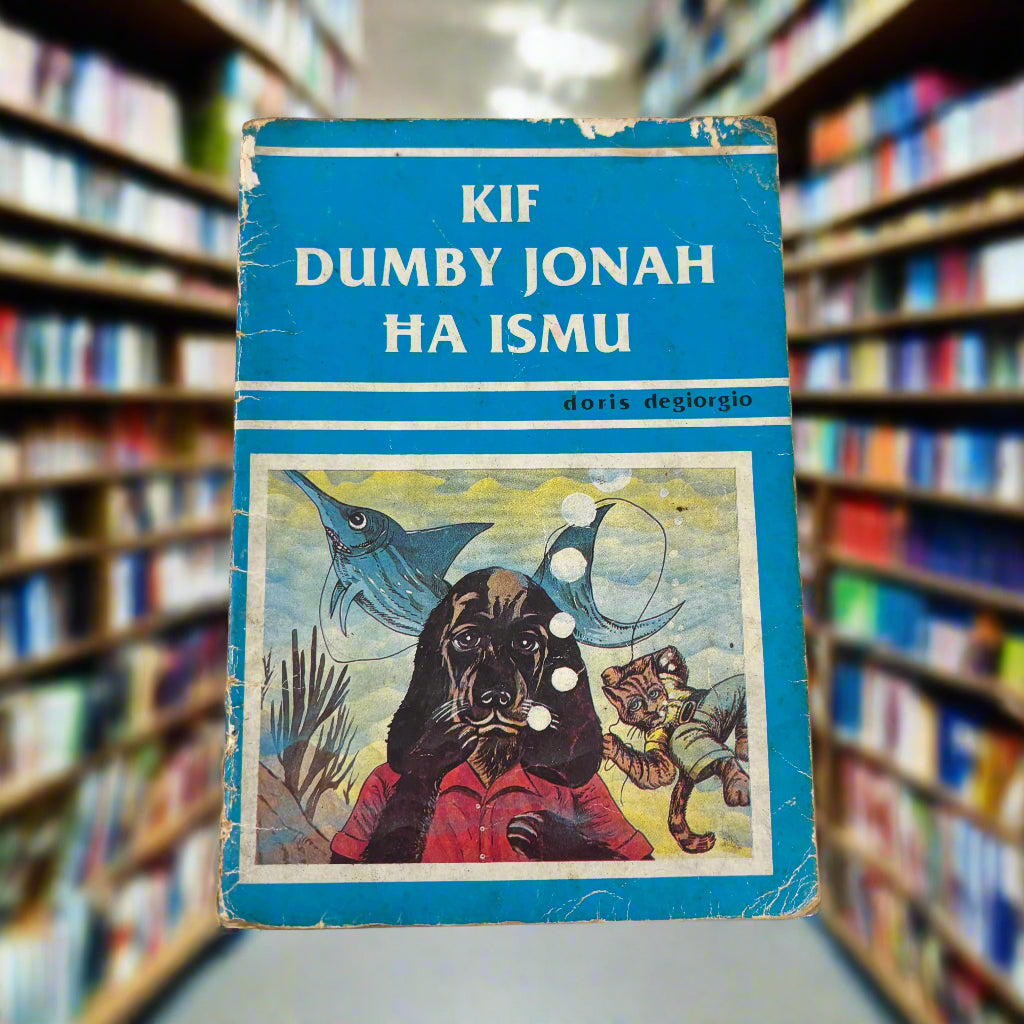 KIF
DUMBY JONAH
ĦA ISMU
doris degiorgio